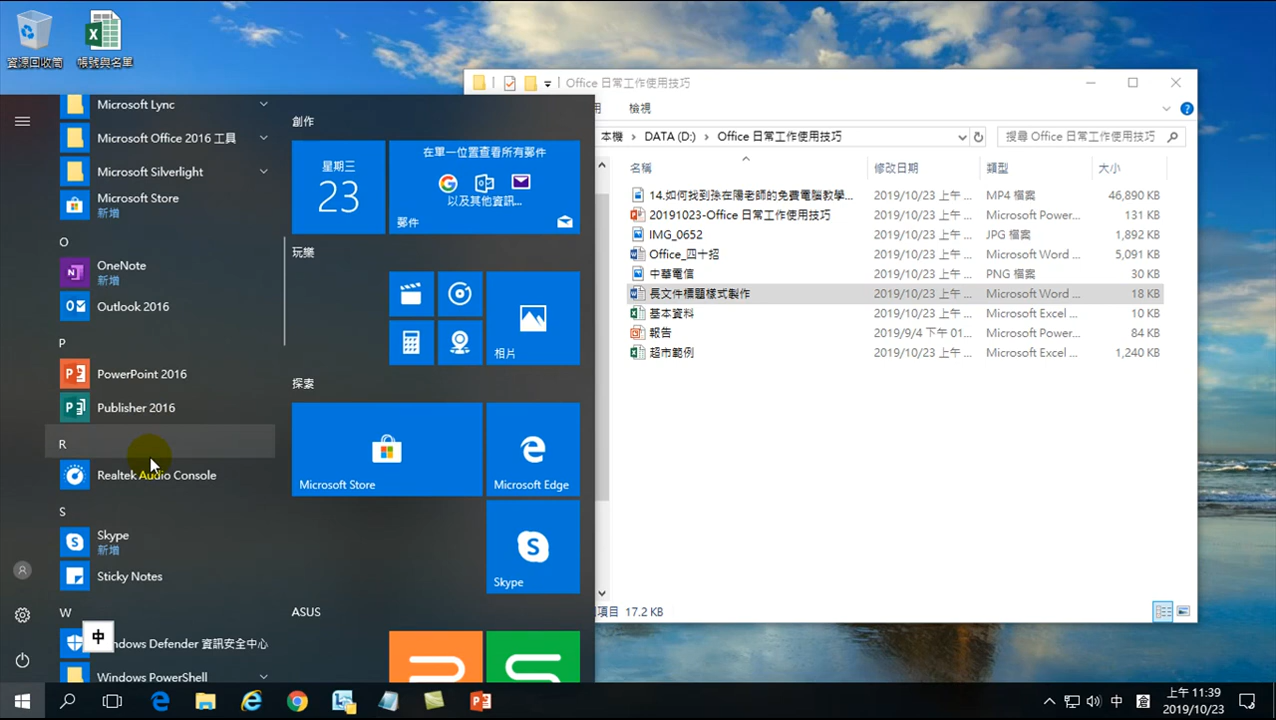 資源回收筒
帳號與名單
Microsoft Lync
Microsoft Office 2016 工具
Microsoft Silverlight
Microsoft Store
新增
O
OneNote
新增
Outlook 2016
P
PowerPoint 2016
Publisher 2016
R
Realtek Audio Console
S
Skype
新增
Sticky Notes
W
中
ndows Defender 資訊安全中心
Windows PowerShell
創作
星期三
23
在單一位置查看所有郵件
以及其他資訊...
郵件
玩樂
相片
探索
Microsoft Store
Microsoft Edge
Skype
ASUS
Office 日常工作使用技巧
檢視
本機 › DATA (D:) › Office 日常工作使用技巧
搜尋 Office 日常工作使用技巧
名稱 修改日期 類型 大小
14.如何找到孫在陽老師的免費電腦教學... 2019/10/23 上午 ... MP4 檔案 46,890 KB
20191023-Office 日常工作使用技巧 2019/10/23 上午 ... Microsoft Power... 131 KB
IMG_0652 2019/10/23 上午 ... JPG 檔案 1,892 KB
Office_四十招 2019/10/23 上午 ... Microsoft Word ... 5,091 KB
中華電信 2019/10/23 上午 ... PNG 檔案 30 KB
長文件標題樣式製作 2019/10/23 上午 ... Microsoft Word ... 18 KB
基本資料 2019/10/23 上午 ... Microsoft Excel ... 10 KB
報告 2019/9/4 下午 01... Microsoft Power... 84 KB
超市範例 2019/10/23 上午 ... Microsoft Excel ... 1,240 KB
項目 17.2 KB
中
上午 11:39
2019/10/23